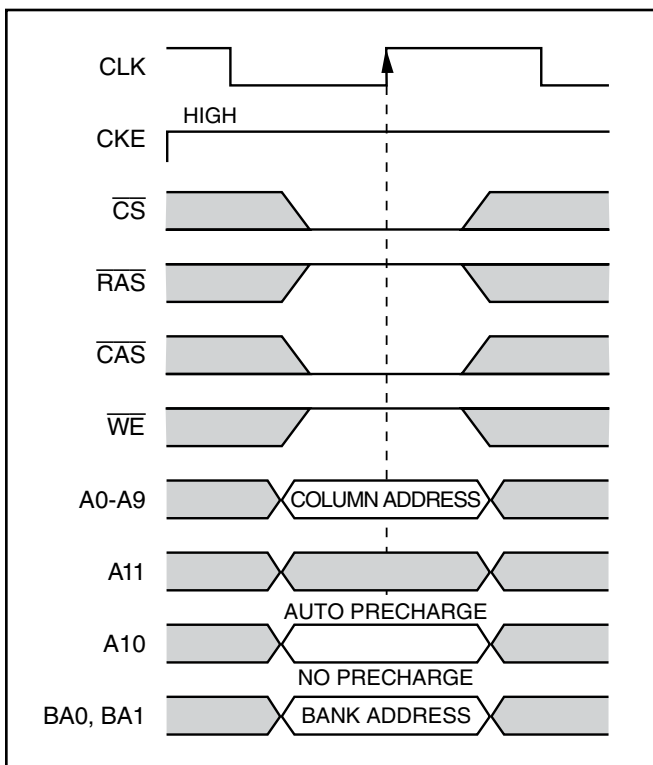 CLK
HIGH
CKE
CS
RAS
CAS
WE
A0-A9 COLUMN ADDRESS
A11
AUTO PRECHARGE
A10
NO PRECHARGE
BA0, BA1 BANK ADDRESS